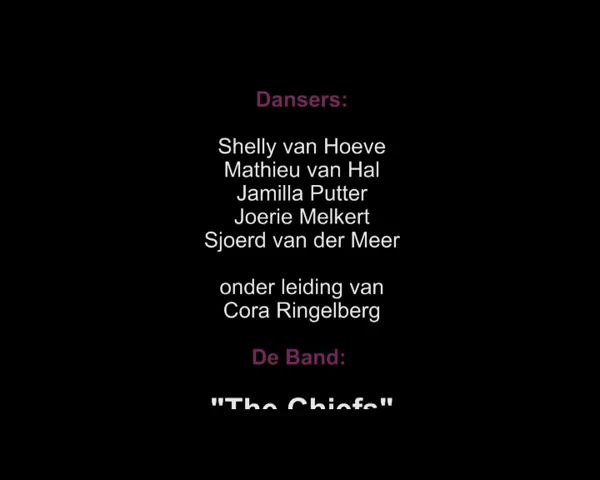 Dansers:
Shelly van Hoeve
Mathieu van Hal
Jamilla Putter
Joerie Melkert
Sjoerd van der Meer
onder leiding van
Cora Ringelberg
De Band:
"The Chiefs"